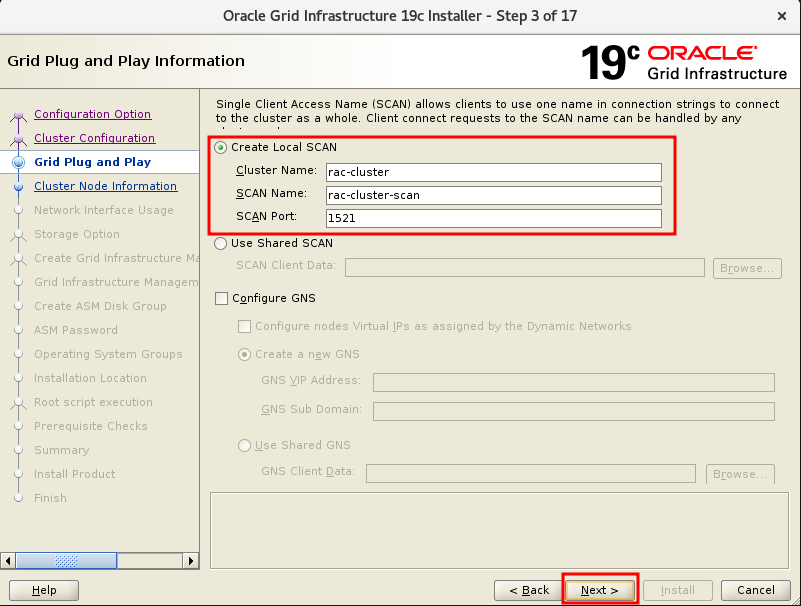 Oracle Grid Infrastructure 19c Installer - Step 3 of 17
Grid Plug and Play Information
19c ORACLE
Grid Infrastructure
Configuration Option
Cluster Configuration
Grid Plug and Play
Cluster Node Information
Network Interface Usage
Storage Option
Create Grid Infrastructure Ma
Grid Infrastructure Managem
Create ASM Disk Group
ASM Password
Operating System Groups
Installation Location
Root script execution
Prerequisite Checks
Summary
Install Product
Finish
Single Client Access Name (SCAN) allows clients to use one name in connection strings to connect
to the cluster as a whole. Client connect requests to the SCAN name can be handled by any
Create Local SCAN
Cluster Name: rac-cluster
SCAN Name: rac-cluster-scan
SCAN Port: 1521
Use Shared SCAN
SCAN Client Data: Browse...
Configure GNS
Configure nodes Virtual IPs as assigned by the Dynamic Networks
Create a new GNS
GNS VIP Address:
GNS Sub Domain:
Use Shared GNS
GNS Client Data: Browse...
Help < Back Next > Install Cancel